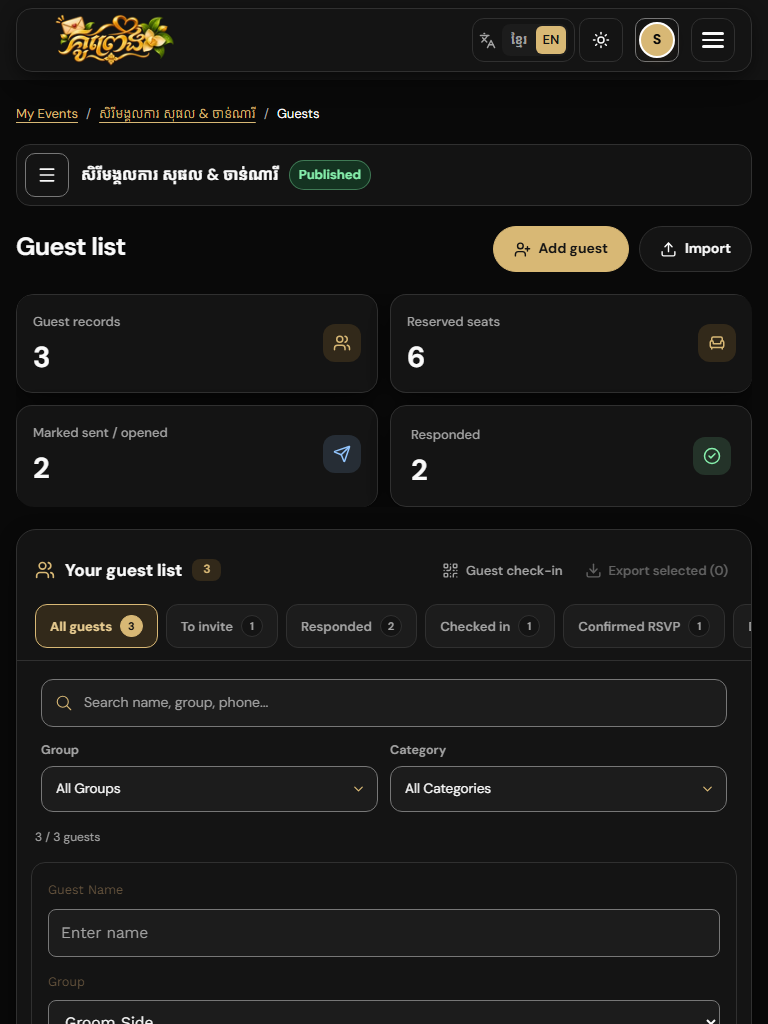 គូព្រេង
ខ្មែរ EN S
My Events / សិរីមង្គលការ សុផល & ចាន់ណារី / Guests
សិរីមង្គលការ សុផល & ចាន់ណារី Published
Guest list
Add guest Import
Guest records
3
Reserved seats
6
Marked sent / opened
2
Responded
2
Your guest list 3
Guest check-in Export selected (0)
All guests 3 To invite 1 Responded 2 Checked in 1 Confirmed RSVP 1
Search name, group, phone...
Group Category
All Groups All Categories
3 / 3 guests
Guest Name
Enter name
Group
Groom Side